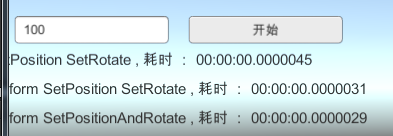 100
开始
:Position SetRotate , 耗时 : 00:00:00.0000045
form SetPosition SetRotate , 耗时 : 00:00:00.0000031
form SetPositionAndRotate , 耗时 : 00:00:00.0000029